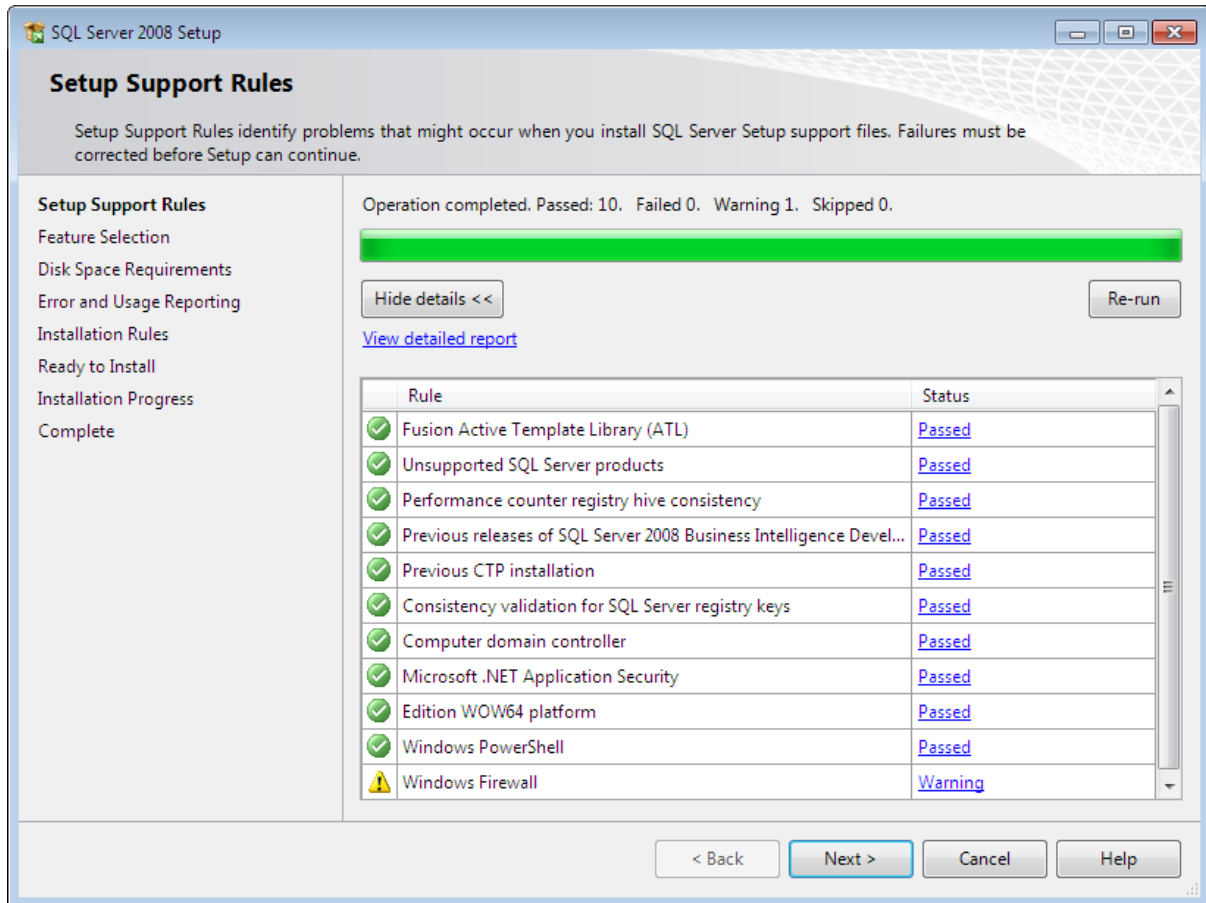 SQL Server 2008 Setup
Setup Support Rules
Setup Support Rules identify problems that might occur when you install SQL Server Setup support files. Failures must be
corrected before Setup can continue.
Setup Support Rules
Feature Selection
Disk Space Requirements
Error and Usage Reporting
Installation Rules
Ready to Install
Installation Progress
Complete
Operation completed. Passed: 10. Failed 0. Warning 1. Skipped 0.
Hide details <<
Re-run
View detailed report
Rule Status
Fusion Active Template Library (ATL) Passed
Unsupported SQL Server products Passed
Performance counter registry hive consistency Passed
Previous releases of SQL Server 2008 Business Intelligence Devel... Passed
Previous CTP installation Passed
Consistency validation for SQL Server registry keys Passed
Computer domain controller Passed
Microsoft .NET Application Security Passed
Edition WOW64 platform Passed
Windows PowerShell Passed
Windows Firewall Warning
< Back Next > Cancel Help